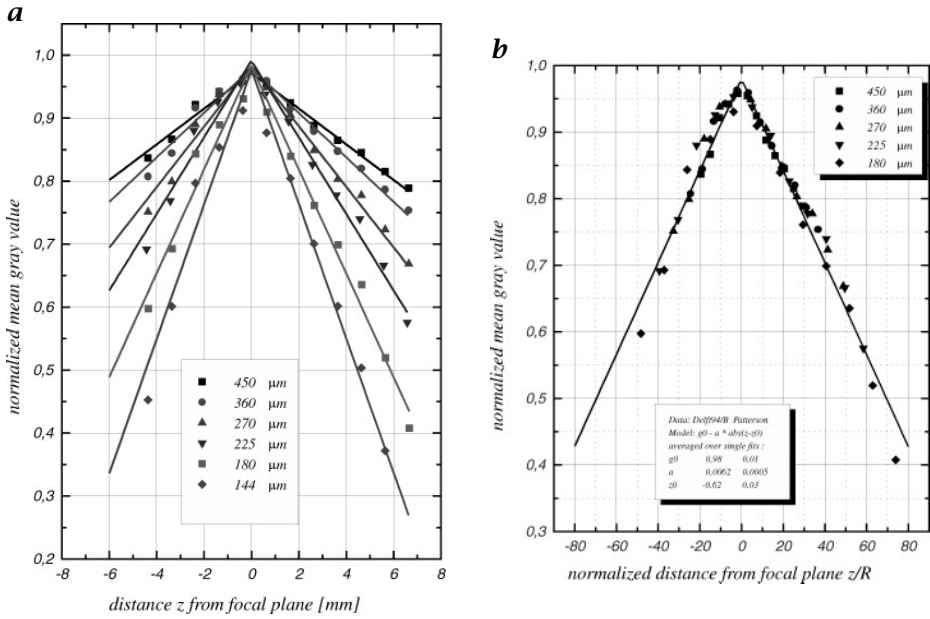 a
1,0
0,9
0,8
0,7
0,6
0,5
0,4
0,3
0,2
normalized mean gray value
450 μm
360 μm
270 μm
225 μm
180 μm
144 μm
-8 -6 -4 -2 0 2 4 6 8
distance z from focal plane [mm]
b
1,0
0,9
0,8
0,7
0,6
0,5
0,4
0,3
normalized mean gray value
450 μm
360 μm
270 μm
225 μm
180 μm
Data: Delft94/B Patterson
Model: g0 - a * abs(z-z0)
averaged over single fits :
g0 0,98 0,01
a 0,0062 0,0005
z0 -0,62 0,03
-80 -60 -40 -20 0 20 40 60 80
normalized distance from focal plane z/R